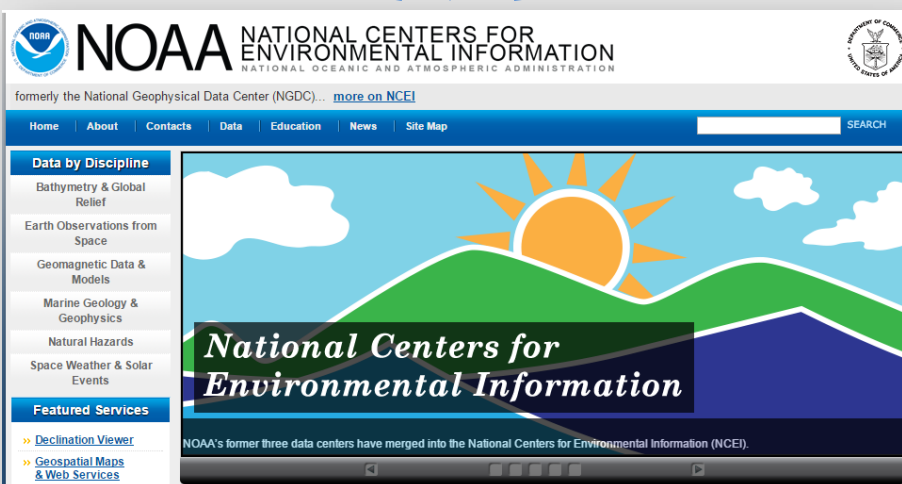 NOAA
NOAA NATIONAL CENTERS FOR
ENVIRONMENTAL INFORMATION
NATIONAL OCEANIC AND ATMOSPHERIC ADMINISTRATION
formerly the National Geophysical Data Center (NGDC)... more on NCEI
Home About Contacts Data Education News Site Map SEARCH
Data by Discipline
Bathymetry & Global
Relief
Earth Observations from
Space
Geomagnetic Data &
Models
Marine Geology &
Geophysics
Natural Hazards
Space Weather & Solar
Events
Featured Services
» Declination Viewer
» Geospatial Maps
& Web Services
National Centers for
Environmental Information
NOAA's former three data centers have merged into the National Centers for Environmental Information (NCEI).